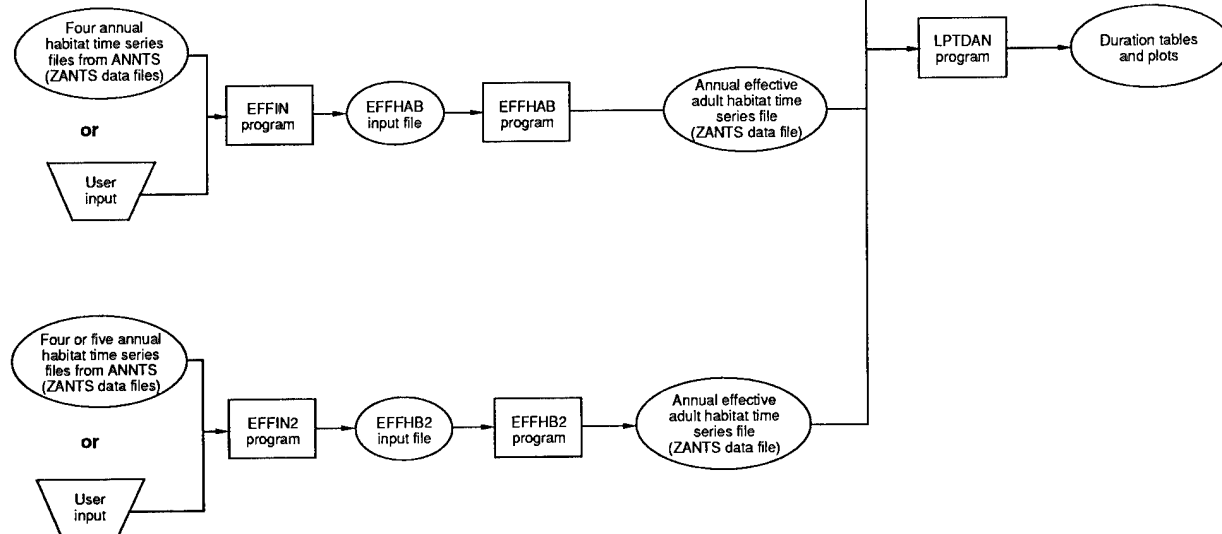 Four annual
habitat time series
files from ANNTS
(ZANTS data files)
or
User
input
EFFIN
program
EFFHAB
input file
EFFHAB
program
Annual effective
adult habitat time
series file
(ZANTS data file)
LPTDAN
program
Duration tables
and plots
Four or five annual
habitat time series
files from ANNTS
(ZANTS data files)
or
User
input
EFFIN2
program
EFFHB2
input file
EFFHB2
program
Annual effective
adult habitat time
series file
(ZANTS data file)